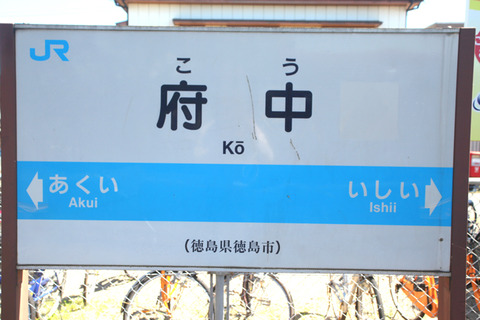 JR
こう
府中
Kō
あくい いしい
Akui Ishii
（徳島県徳島市）